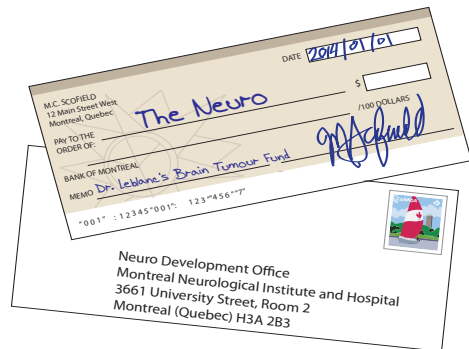 M.C. SCOFIELD
12 Main Street West
Montreal, Quebec
DATE 2014/01/01
PAY TO THE
ORDER OF: The Neuro
$
/100 DOLLARS
BANK OF MONTREAL
MEMO Dr. Leblanc's Brain Tumour Fund
"001" : 12345"001": 123"456""7"
CANADA
Neuro Development Office
Montreal Neurological Institute and Hospital
3661 University Street, Room 2
Montreal (Quebec) H3A 2B3